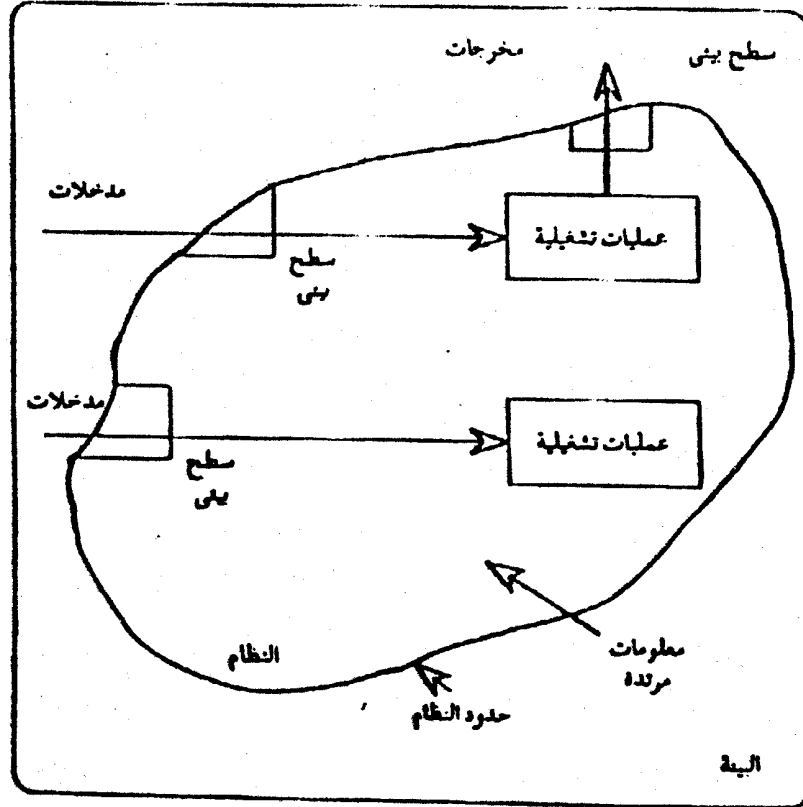 سطح بينى
مخرجات
مدخلات
عمليات تشغيلية
سطح
بينى
مدخلات
عمليات تشغيلية
سطح
بينى
معلومات
مرتدة
النظام
حدود النظام
البيئة